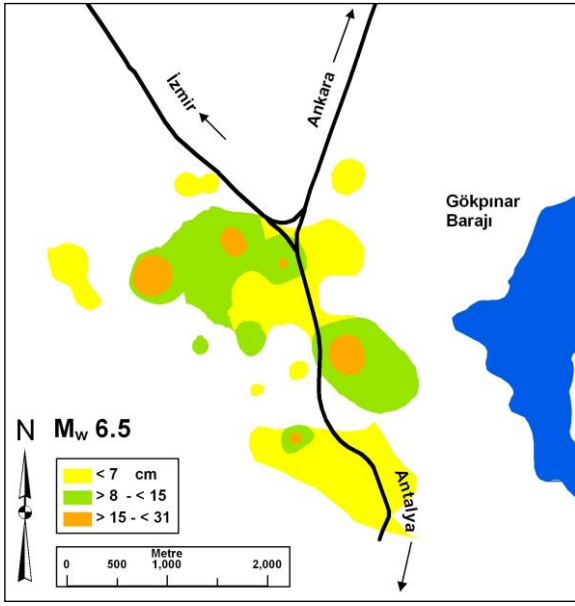 İzmir
Ankara
Gökpınar
Barajı
N
Mw 6.5
< 7 cm
> 8 - < 15
> 15 - < 31
Antalya
Metre
0 500 1,000 2,000